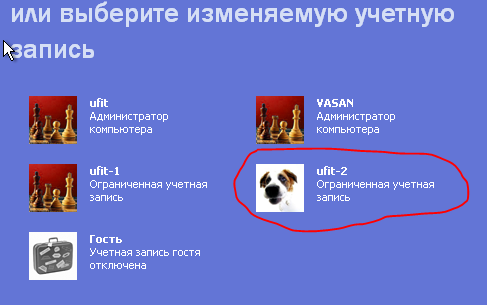 или выберите изменяемую учетную
запись
ufit
Администратор
компьютера
VASAN
Администратор
компьютера
ufit-1
Ограниченная учетная
запись
ufit-2
Ограниченная учетная
запись
Гость
Учетная запись гостя
отключена